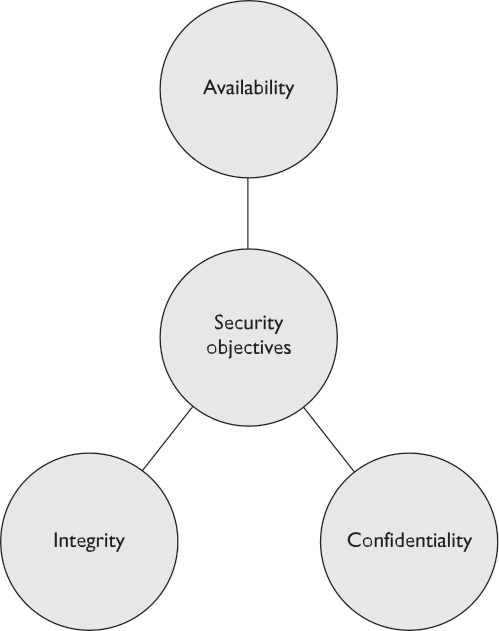 Availability
Security
objectives
Integrity
Confidentiality